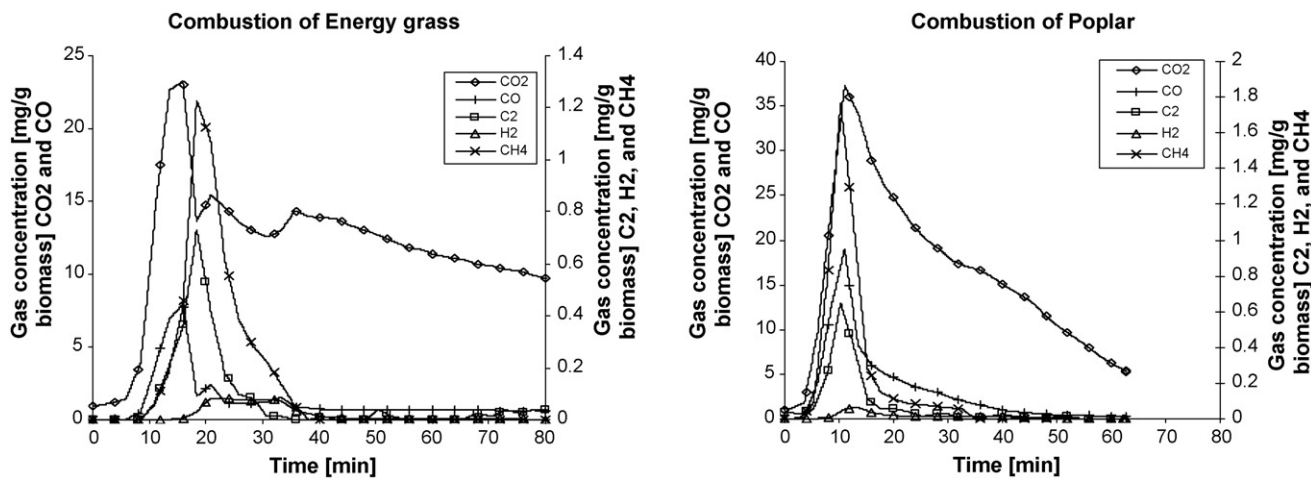 Combustion of Energy grass
Gas concentration [mg/g
biomass] CO2 and CO
25
20
15
10
5
0
1.4
1.2
1
0.8
0.6
0.4
0.2
0
Gas concentration [mg/g
biomass] C2, H2, and CH4
CO2
CO
C2
H2
CH4
0 10 20 30 40 50 60 70 80
Time [min]
Combustion of Poplar
Gas concentration [mg/g
biomass] CO2 and CO
40
35
30
25
20
15
10
5
0
2
1.8
1.6
1.4
1.2
1
0.8
0.6
0.4
0.2
0
Gas concentration [mg/g
biomass] C2, H2, and CH4
CO2
CO
C2
H2
CH4
0 10 20 30 40 50 60 70 80
Time [min]